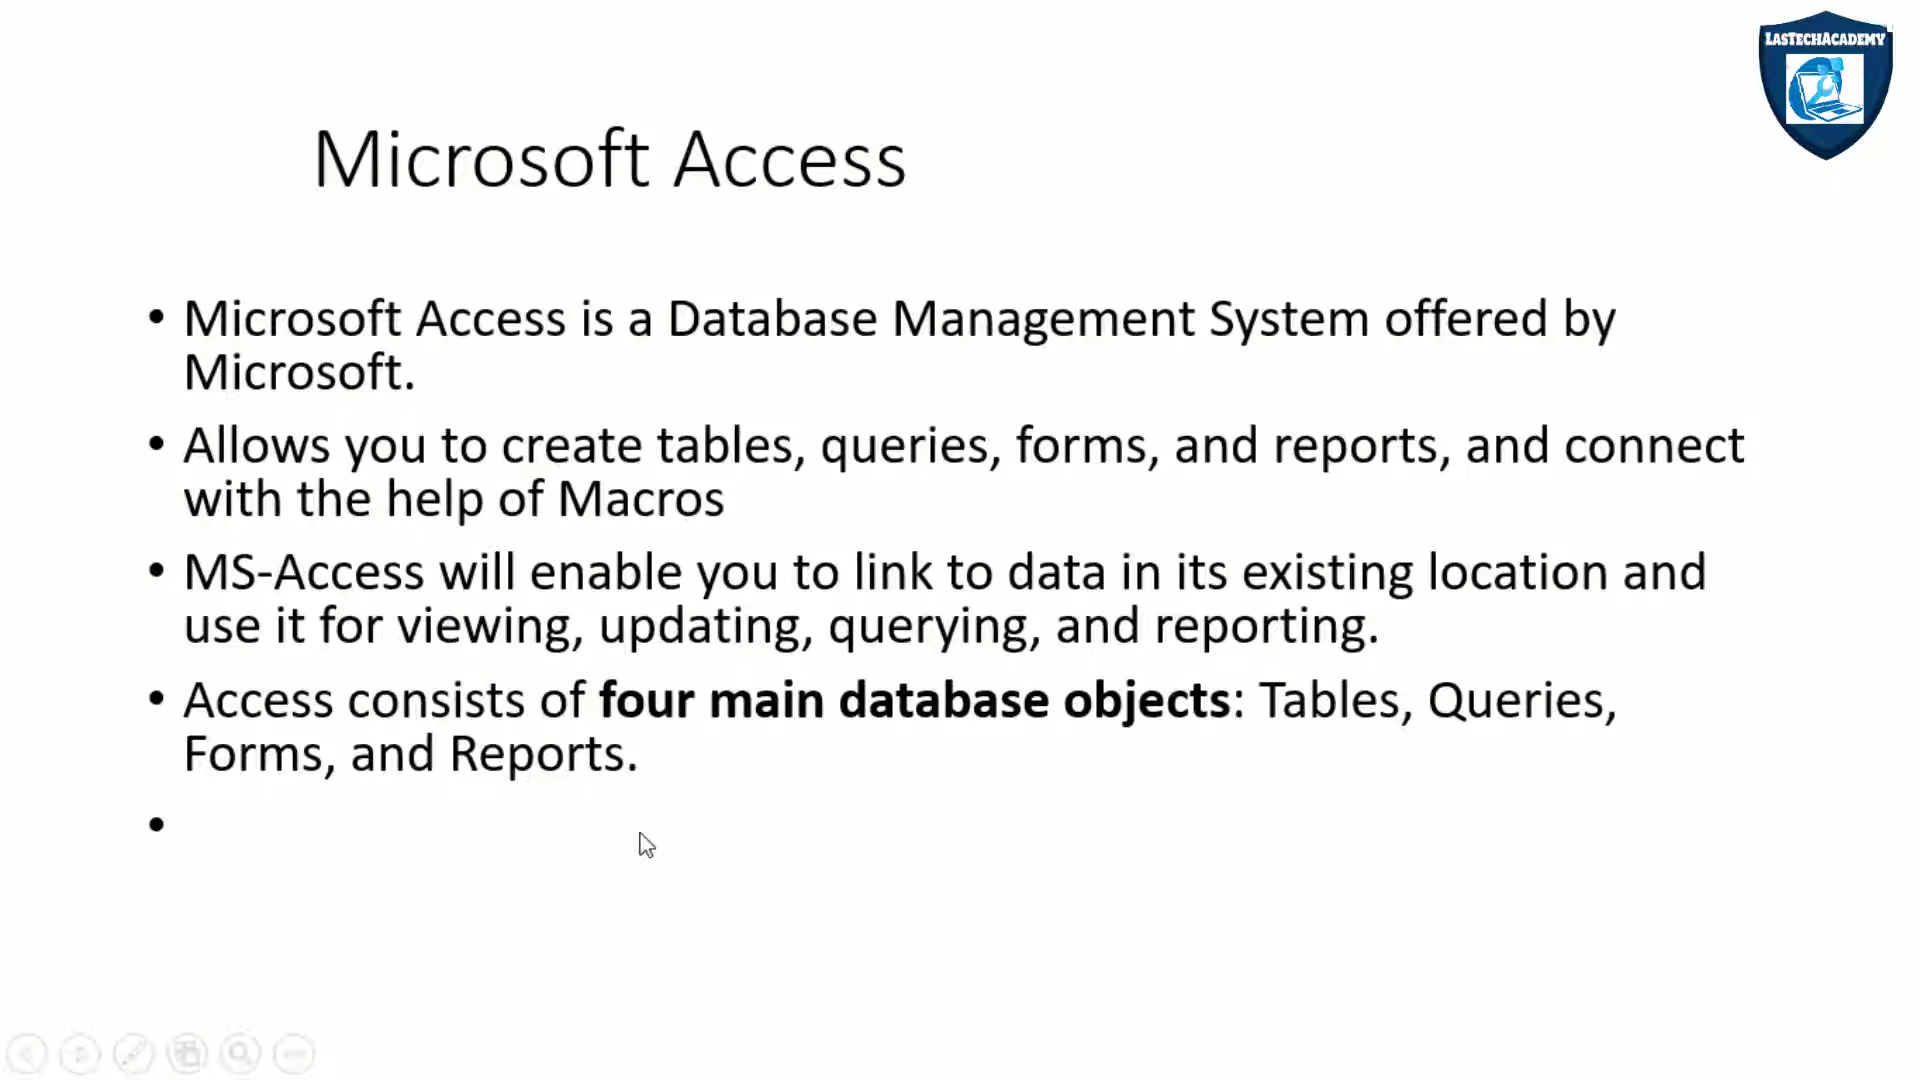 LASTECHACADEMY
Microsoft Access
• Microsoft Access is a Database Management System offered by
Microsoft.
• Allows you to create tables, queries, forms, and reports, and connect
with the help of Macros
• MS-Access will enable you to link to data in its existing location and
use it for viewing, updating, querying, and reporting.
• Access consists of four main database objects: Tables, Queries,
Forms, and Reports.
•